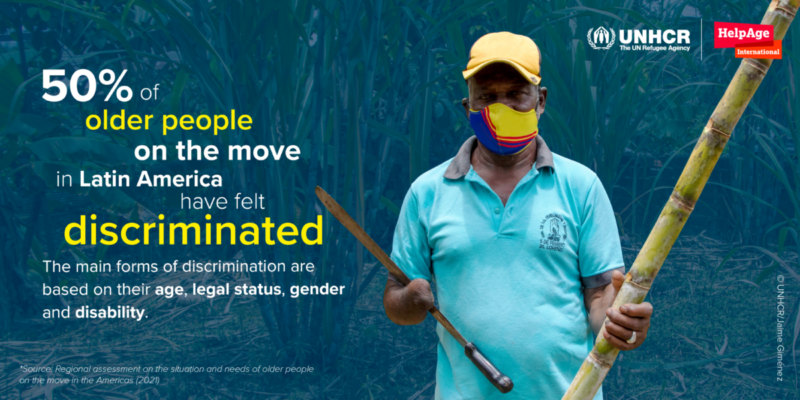 50% of
older people
on the move
in Latin America
have felt
discriminated
The main forms of discrimination are
based on their age, legal status, gender
and disability.
*Source: Regional assessment on the situation and needs of older people
on the move in the Americas (2021)
UNHCR
The UN Refugee Agency
HelpAge
International
© UNHCR/Jaime Giménez